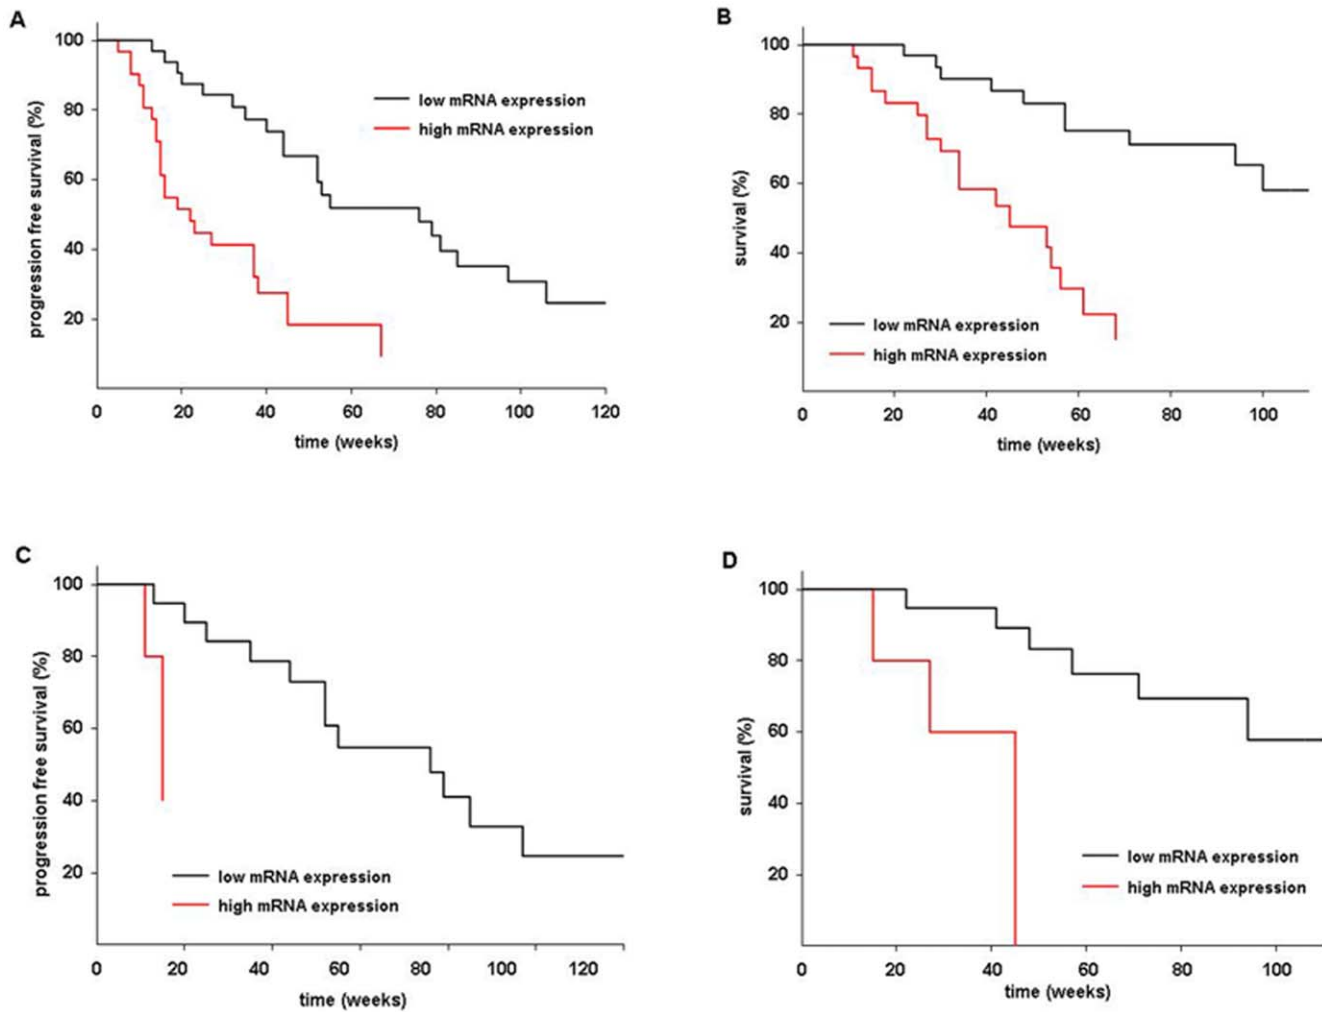 A
progression free survival (%)
100
80
60
40
20
low mRNA expression
high mRNA expression
0 20 40 60 80 100 120
time (weeks)
B
survival (%)
100
80
60
40
20
low mRNA expression
high mRNA expression
0 20 40 60 80 100
time (weeks)
C
progression free survival (%)
100
80
60
40
20
low mRNA expression
high mRNA expression
0 20 40 60 80 100 120
time (weeks)
D
survival (%)
100
80
60
40
20
low mRNA expression
high mRNA expression
0 20 40 60 80 100
time (weeks)